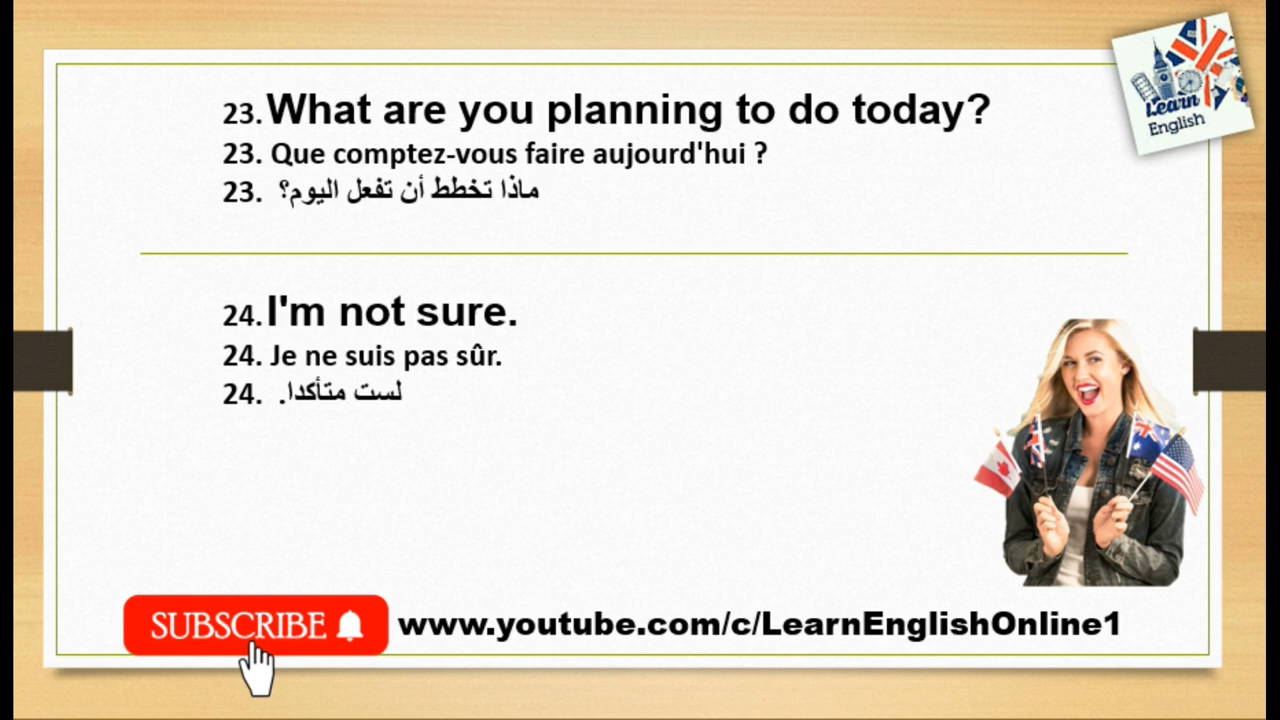 23. What are you planning to do today?
23. Que comptez-vous faire aujourd'hui ?
23. ماذا تخطط أن تفعل اليوم؟
24. I'm not sure.
24. Je ne suis pas sûr.
24. لست متأكدا.
SUBSCRIBE www.youtube.com/c/LearnEnglishOnline1
Learn
English